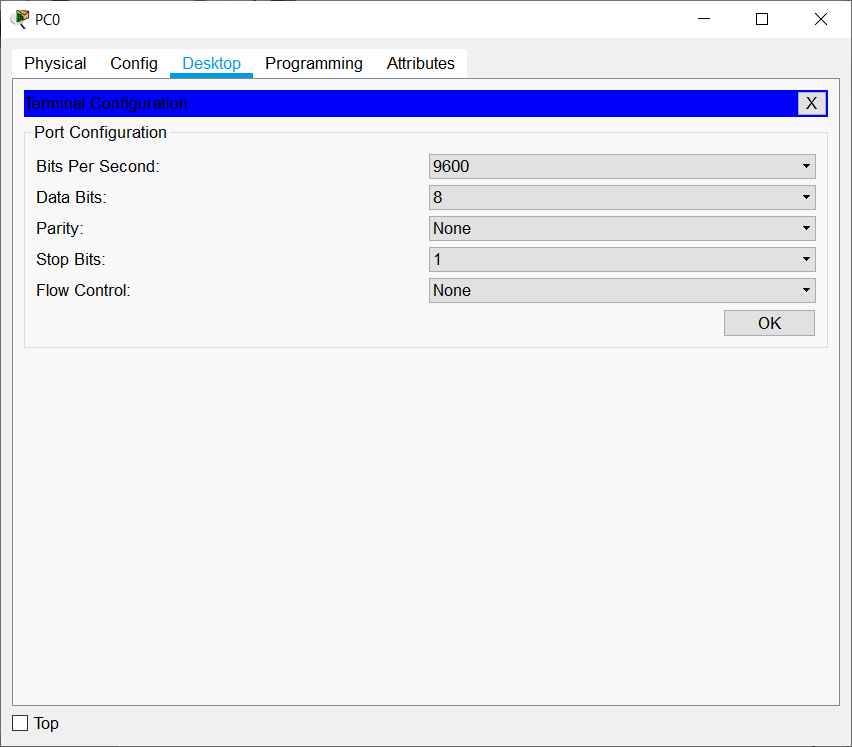 PC0
Physical Config Desktop Programming Attributes
Terminal Configuration X
Port Configuration
Bits Per Second: 9600
Data Bits: 8
Parity: None
Stop Bits: 1
Flow Control: None
OK
Top